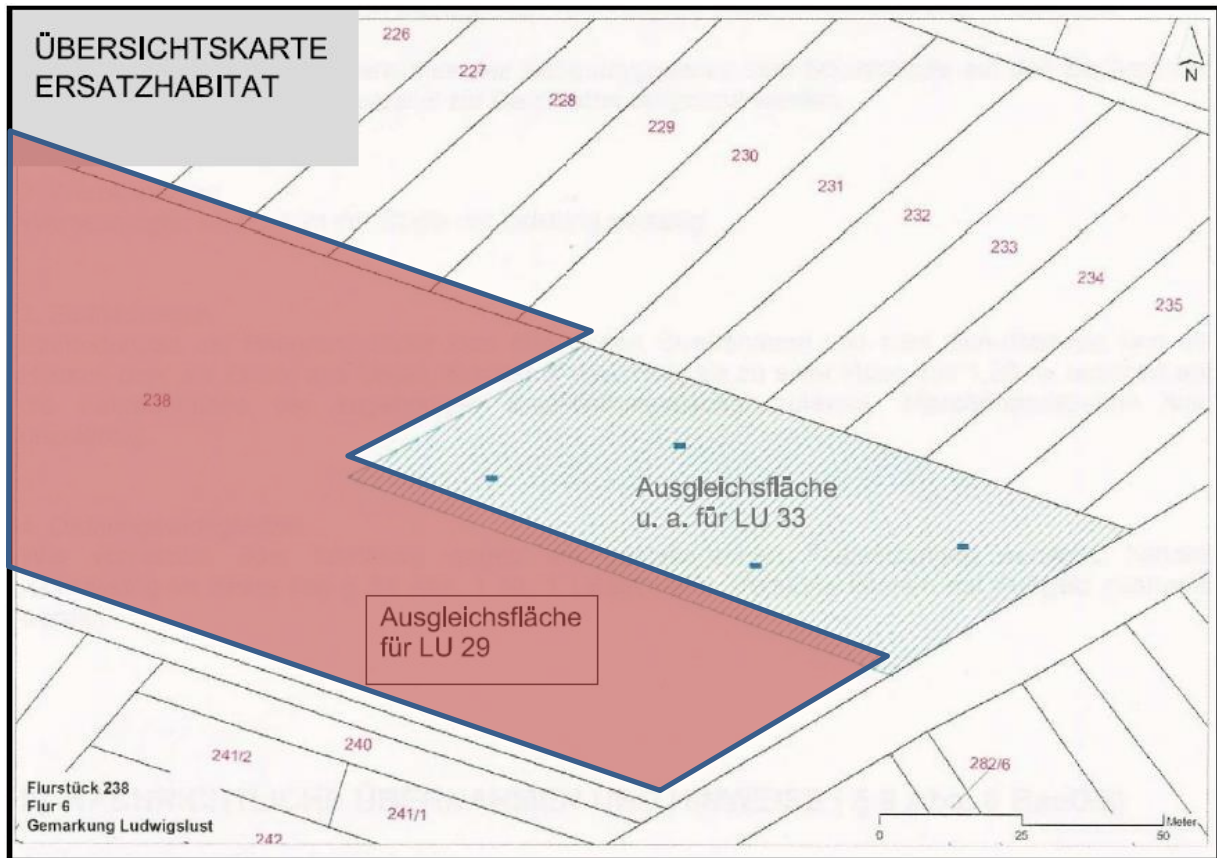 ÜBERSICHTSKARTE
ERSATZHABITAT
N
226
227
228
229
230
231
232
233
234
235
238
Ausgleichsfläche
u. a. für LU 33
Ausgleichsfläche
für LU 29
241/2
240
241/1
242
282/6
Flurstück 238
Flur 6
Gemarkung Ludwigslust
Meter
0 25 50